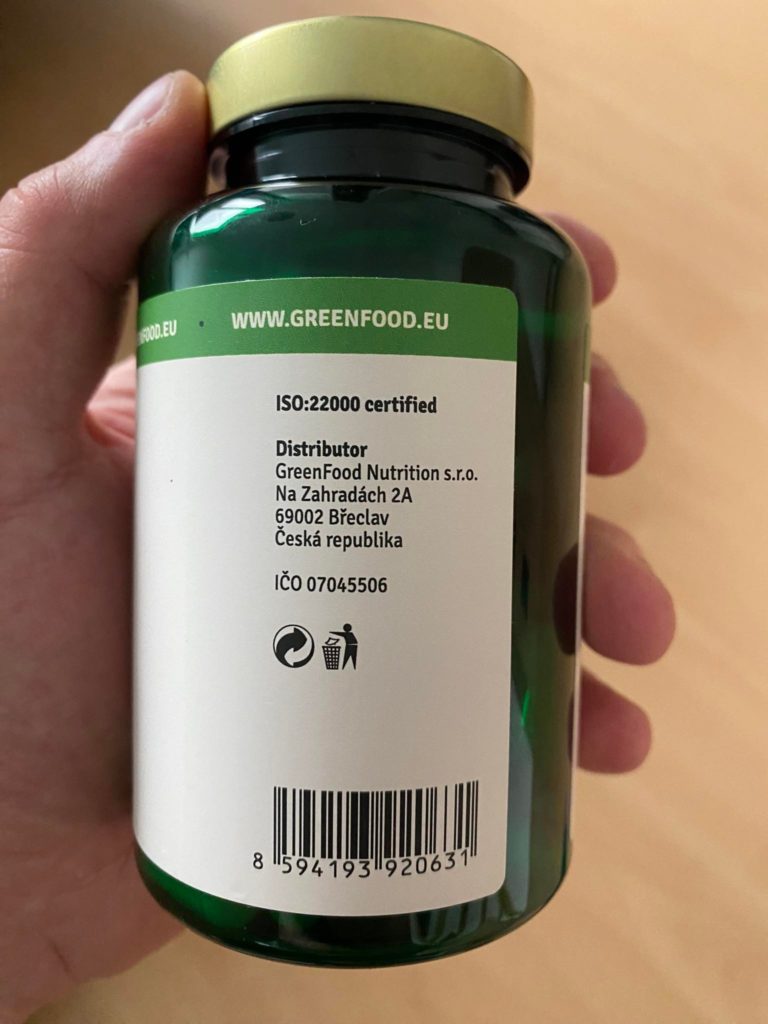 WWW.GREENFOOD.EU
ISO:22000 certified
Distributor
GreenFood Nutrition s.r.o.
Na Zahradách 2A
69002 Břeclav
Česká republika
IČO 07045506
8 594193 920631